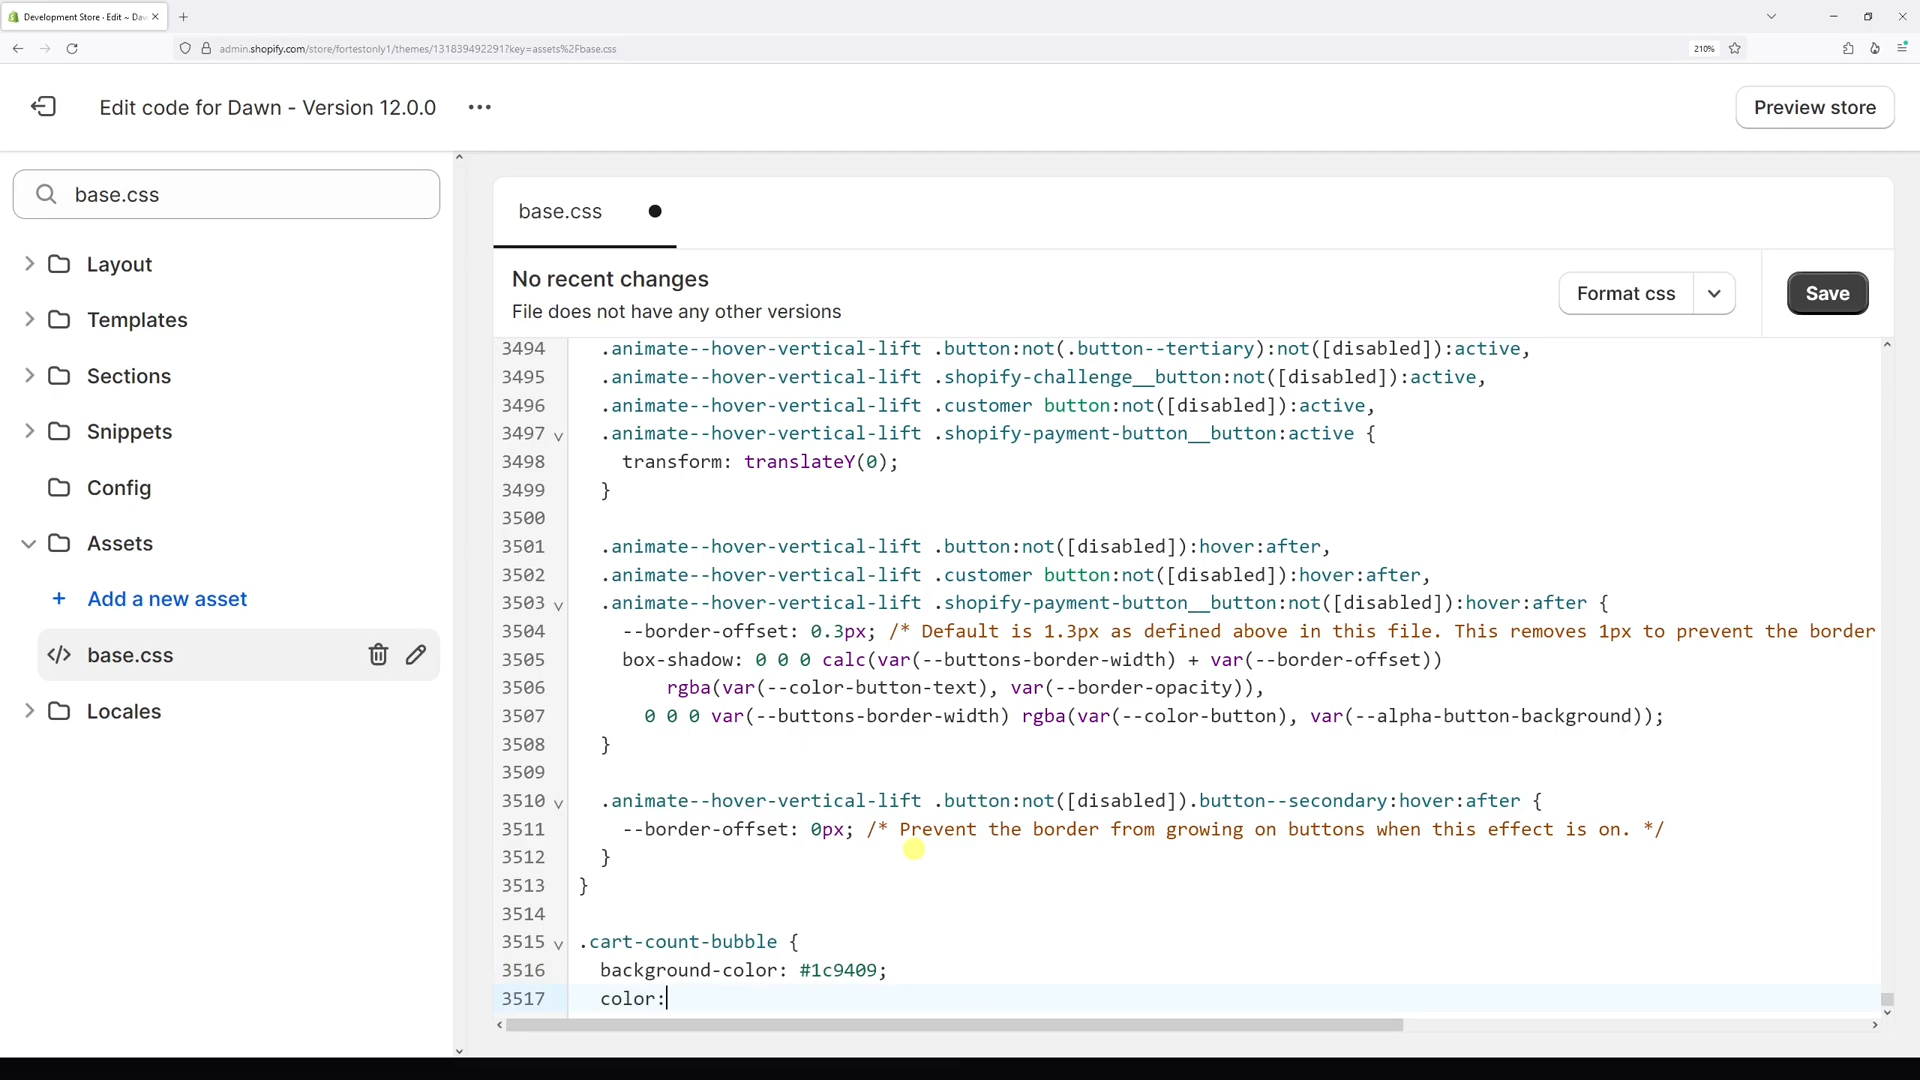 Development Store · Edit ~ Daw
admin.shopify.com/store/fortestonly1/themes/131839492291?key=assets%2Fbase.css
210%
Edit code for Dawn - Version 12.0.0
Preview store
base.css
Layout
Templates
Sections
Snippets
Config
Assets
+ Add a new asset
</> base.css
Locales
base.css
No recent changes
File does not have any other versions
Format css
Save
3494 .animate--hover-vertical-lift .button:not(.button--tertiary):not([disabled]):active,
3495 .animate--hover-vertical-lift .shopify-challenge__button:not([disabled]):active,
3496 .animate--hover-vertical-lift .customer button:not([disabled]):active,
3497 .animate--hover-vertical-lift .shopify-payment-button__button:active {
3498 transform: translateY(0);
3499 }
3500
3501 .animate--hover-vertical-lift .button:not([disabled]):hover:after,
3502 .animate--hover-vertical-lift .customer button:not([disabled]):hover:after,
3503 .animate--hover-vertical-lift .shopify-payment-button__button:not([disabled]):hover:after {
3504 --border-offset: 0.3px; /* Default is 1.3px as defined above in this file. This removes 1px to prevent the border
3505 box-shadow: 0 0 0 calc(var(--buttons-border-width) + var(--border-offset))
3506 rgba(var(--color-button-text), var(--border-opacity)),
3507 0 0 0 var(--buttons-border-width) rgba(var(--color-button), var(--alpha-button-background));
3508 }
3509
3510 .animate--hover-vertical-lift .button:not([disabled]).button--secondary:hover:after {
3511 --border-offset: 0px; /* Prevent the border from growing on buttons when this effect is on. */
3512 }
3513 }
3514
3515 .cart-count-bubble {
3516 background-color: #1c9409;
3517 color: